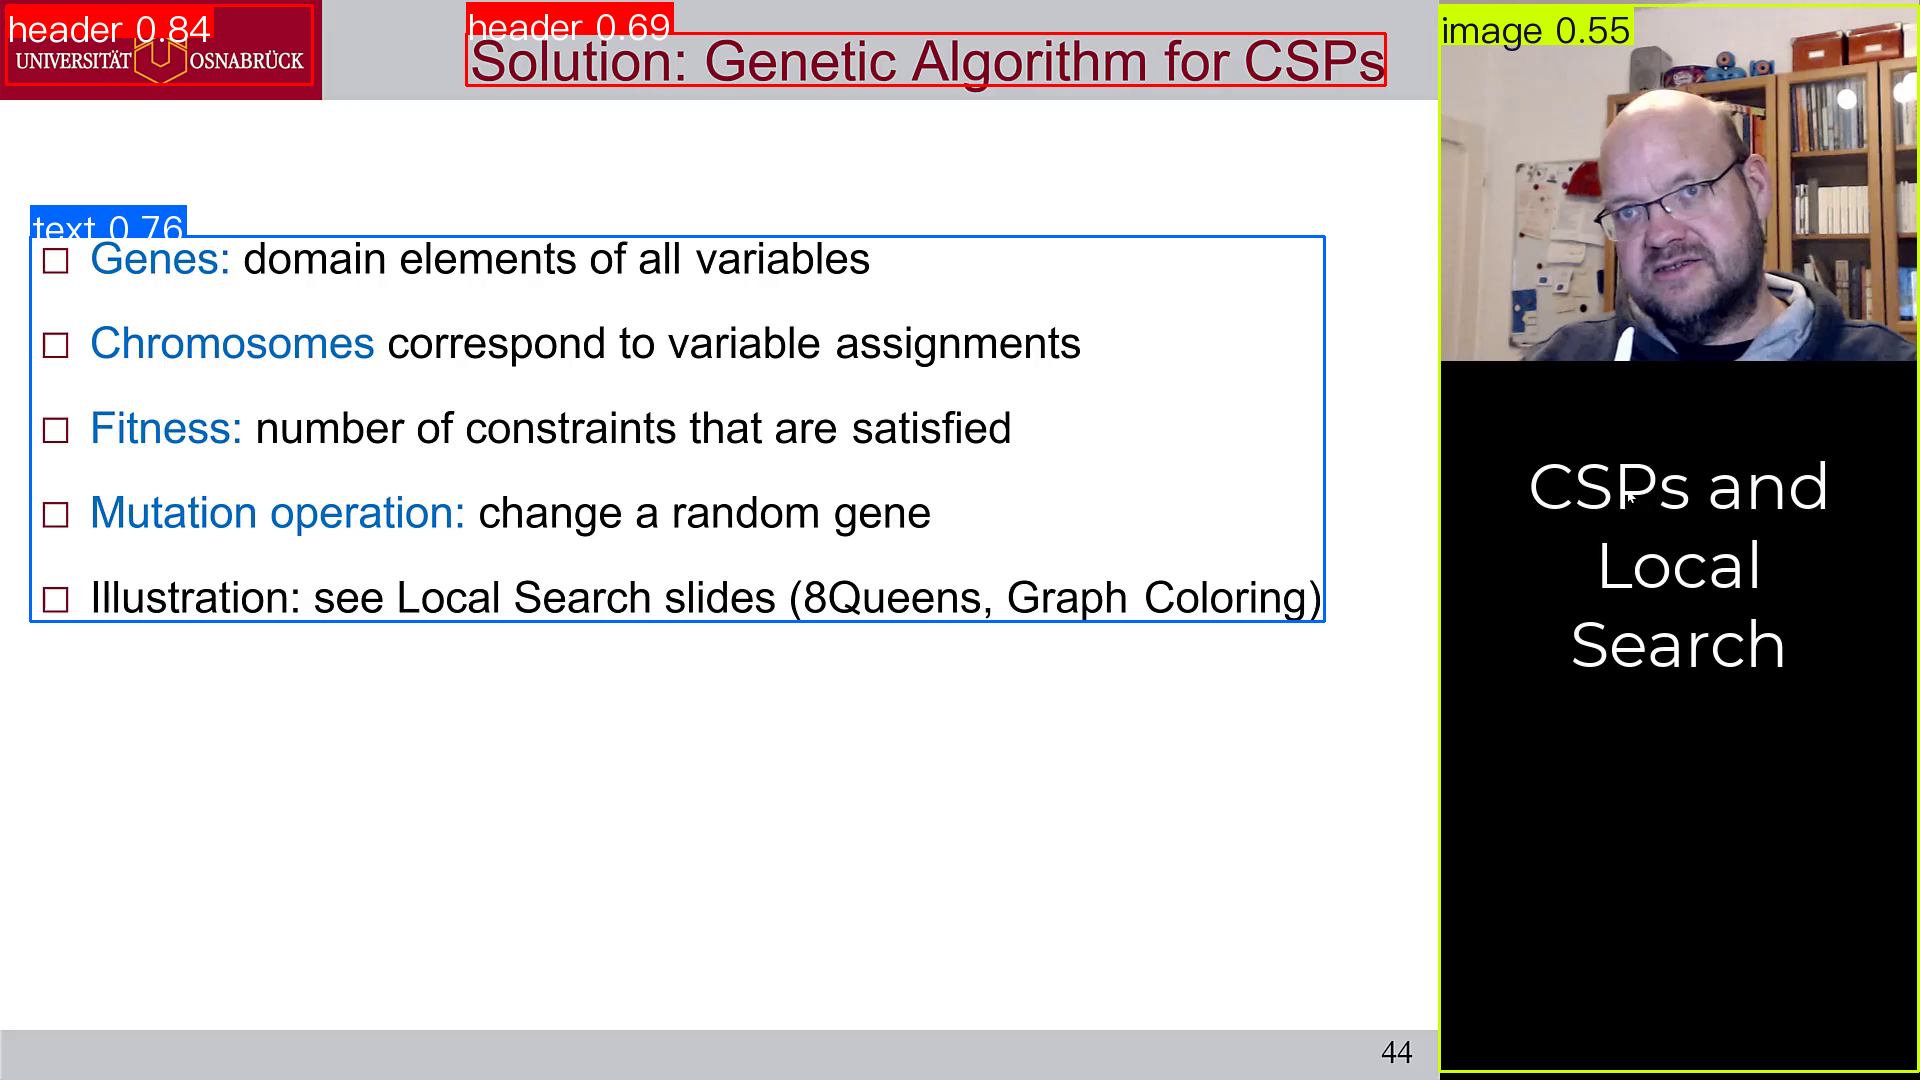 header 0.84
UNIVERSITÄT OSNABRÜCK
header 0.69
Solution: Genetic Algorithm for CSPs
image 0.55
text 0.76
Genes: domain elements of all variables
Chromosomes correspond to variable assignments
Fitness: number of constraints that are satisfied
Mutation operation: change a random gene
Illustration: see Local Search slides (8Queens, Graph Coloring)
CSPs and
Local
Search
44